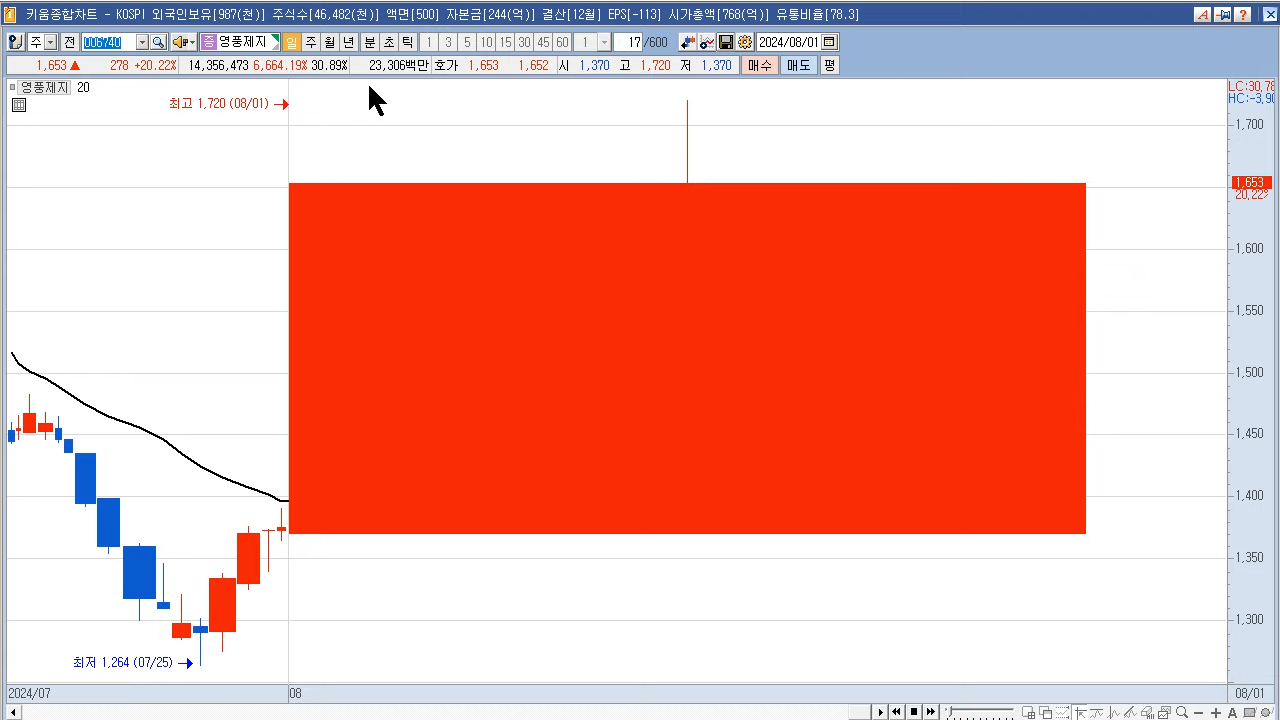 키움종합차트 - KOSPI 외국인보유[987(천)] 주식수[46,482(천)] 액면[500] 자본금[244(억)] 결산[12월] EPS[-113] 시가총액[768(억)] 유통비율[78.3]
주 전 006740 증 영풍제지 일 주 월 년 분 초 틱 1 3 5 10 15 30 45 60 1 17 /600 2024/08/01
1,653 ▲ 278 +20.22% 14,356,473 6,664.19% 30.89% 23,306백만 호가 1,653 1,652 시 1,370 고 1,720 저 1,370 매수 매도 평
영풍제지 20
LC:30,78
HC:-3,90
최고 1,720 (08/01)
1,700
1,653
20,22%
1,600
1,550
1,500
1,450
1,400
1,350
1,300
최저 1,264 (07/25)
2024/07 08 08/01